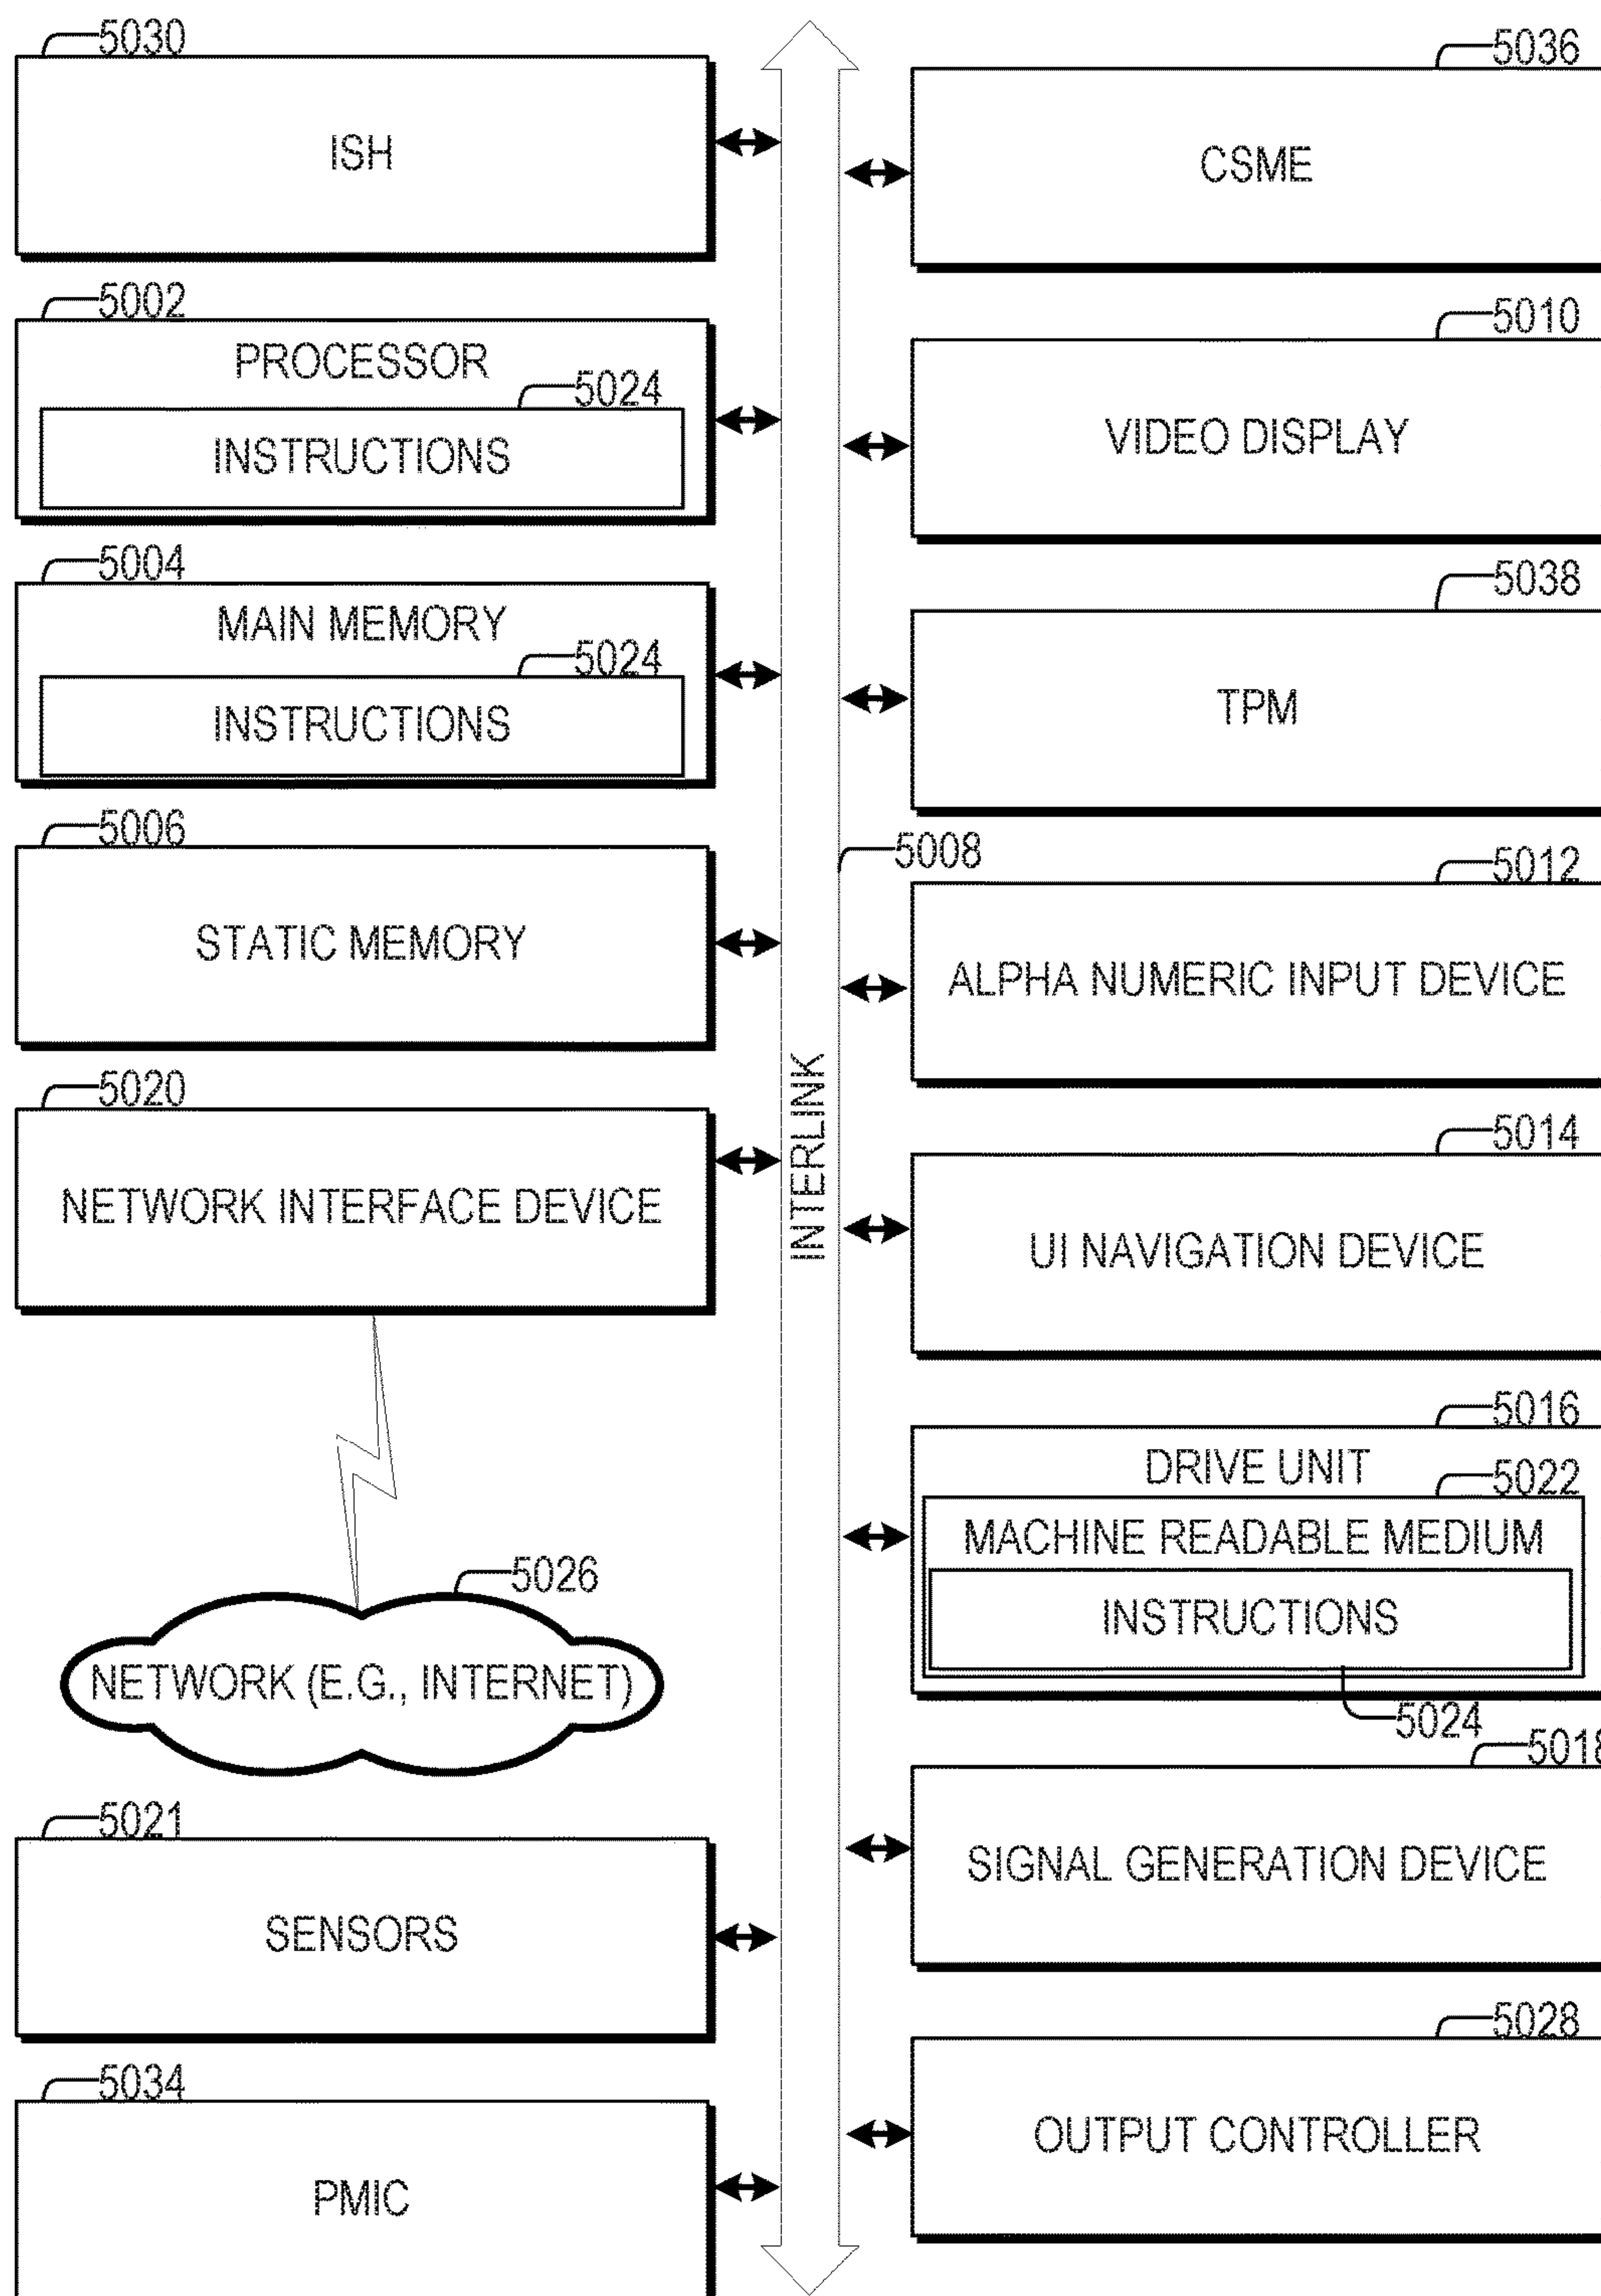 5030
ISH
5002
PROCESSOR
5024
INSTRUCTIONS
5004
MAIN MEMORY
5024
INSTRUCTIONS
5006
STATIC MEMORY
5020
NETWORK INTERFACE DEVICE
5026
NETWORK (E.G., INTERNET)
5021
SENSORS
5034
PMIC
INTERLINK
5008
5036
CSME
5010
VIDEO DISPLAY
5038
TPM
5012
ALPHA NUMERIC INPUT DEVICE
5014
UI NAVIGATION DEVICE
5016
DRIVE UNIT
5022
MACHINE READABLE MEDIUM
INSTRUCTIONS
5024
5018
SIGNAL GENERATION DEVICE
5028
OUTPUT CONTROLLER